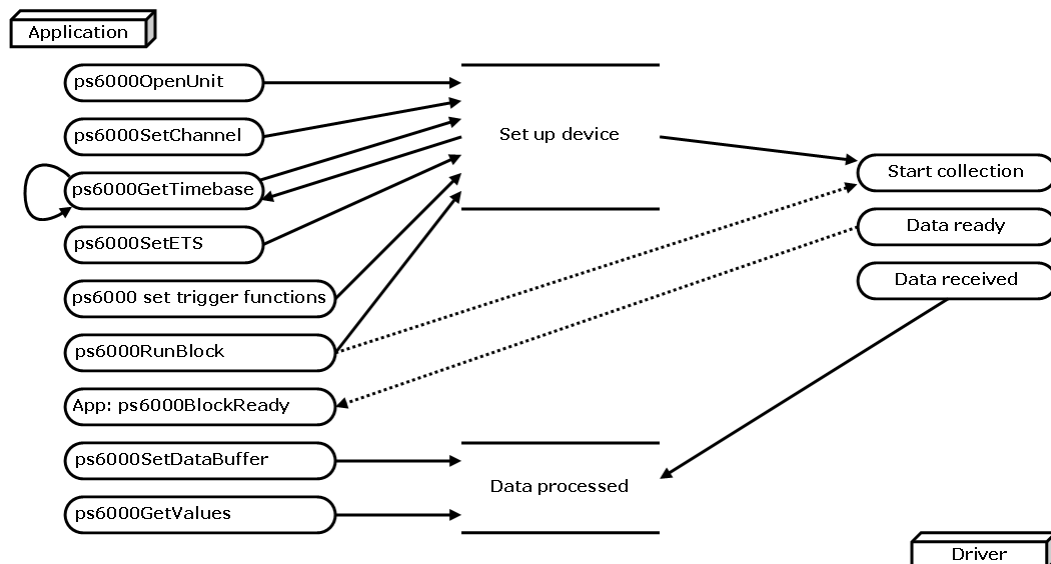 Application
ps6000OpenUnit
ps6000SetChannel
Set up device
ps6000GetTimebase
Start collection
ps6000SetETS
Data ready
ps6000 set trigger functions
Data received
ps6000RunBlock
App: ps6000BlockReady
ps6000SetDataBuffer
Data processed
ps6000GetValues
Driver